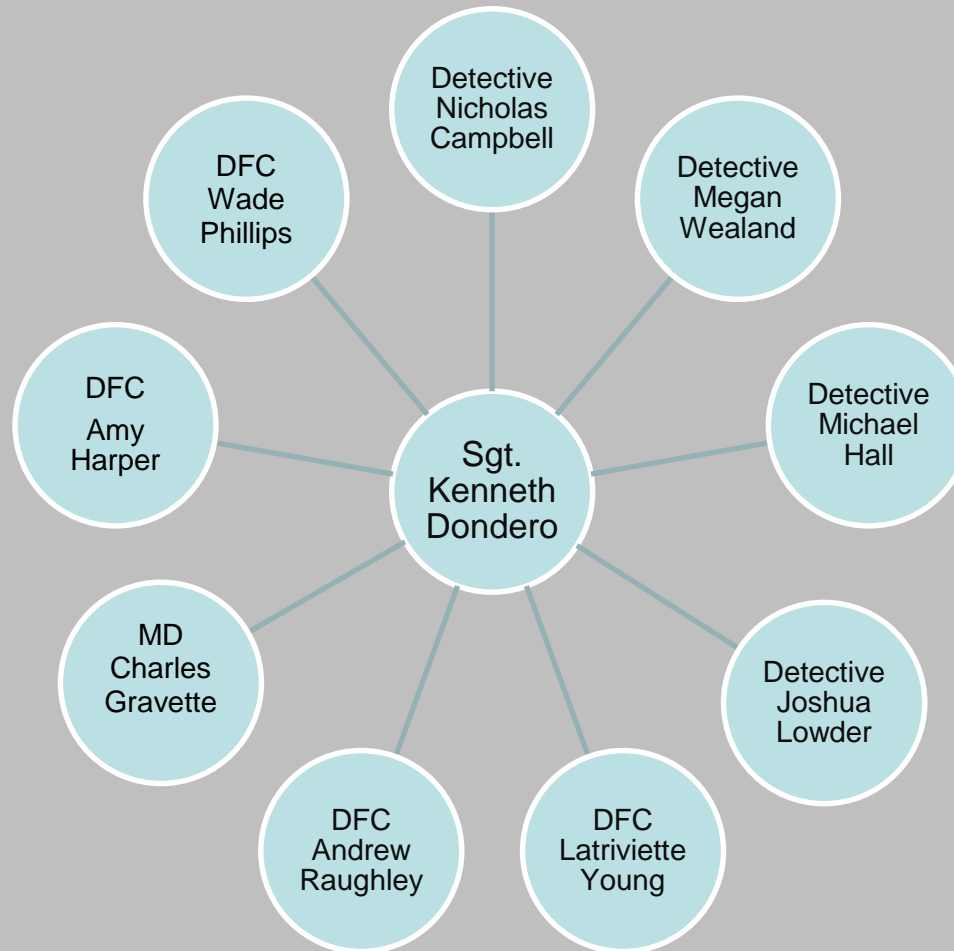 Detective
Nicholas
Campbell
Detective
Megan
Wealand
Detective
Michael
Hall
Detective
Joshua
Lowder
DFC
Latriviette
Young
DFC
Andrew
Raughley
MD
Charles
Gravette
DFC
Amy
Harper
DFC
Wade
Phillips
Sgt.
Kenneth
Dondero